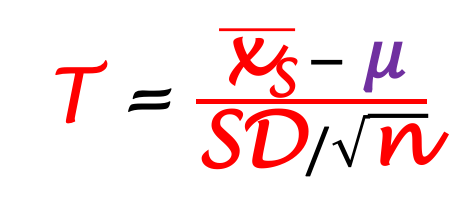 T = x̄_S − μ
SD/√n